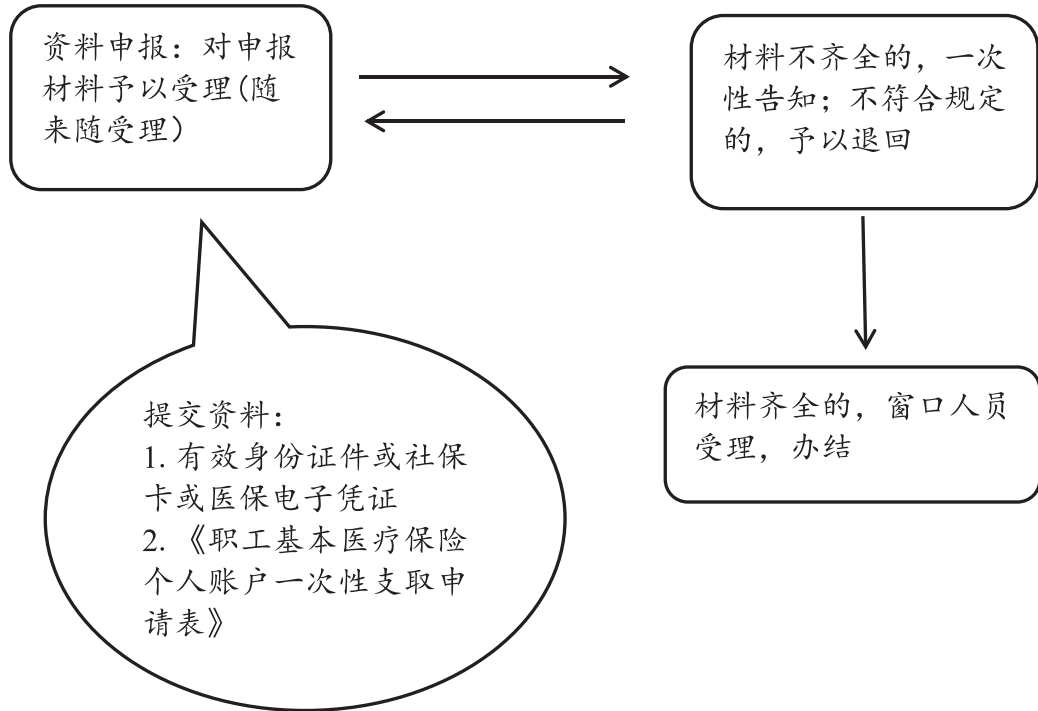 资料申报：对申报
材料予以受理(随
来随受理)
材料不齐全的，一次
性告知；不符合规定
的，予以退回
提交资料：
1. 有效身份证件或社保
卡或医保电子凭证
2. 《职工基本医疗保险
个人账户一次性支取申
请表》
材料齐全的，窗口人员
受理，办结